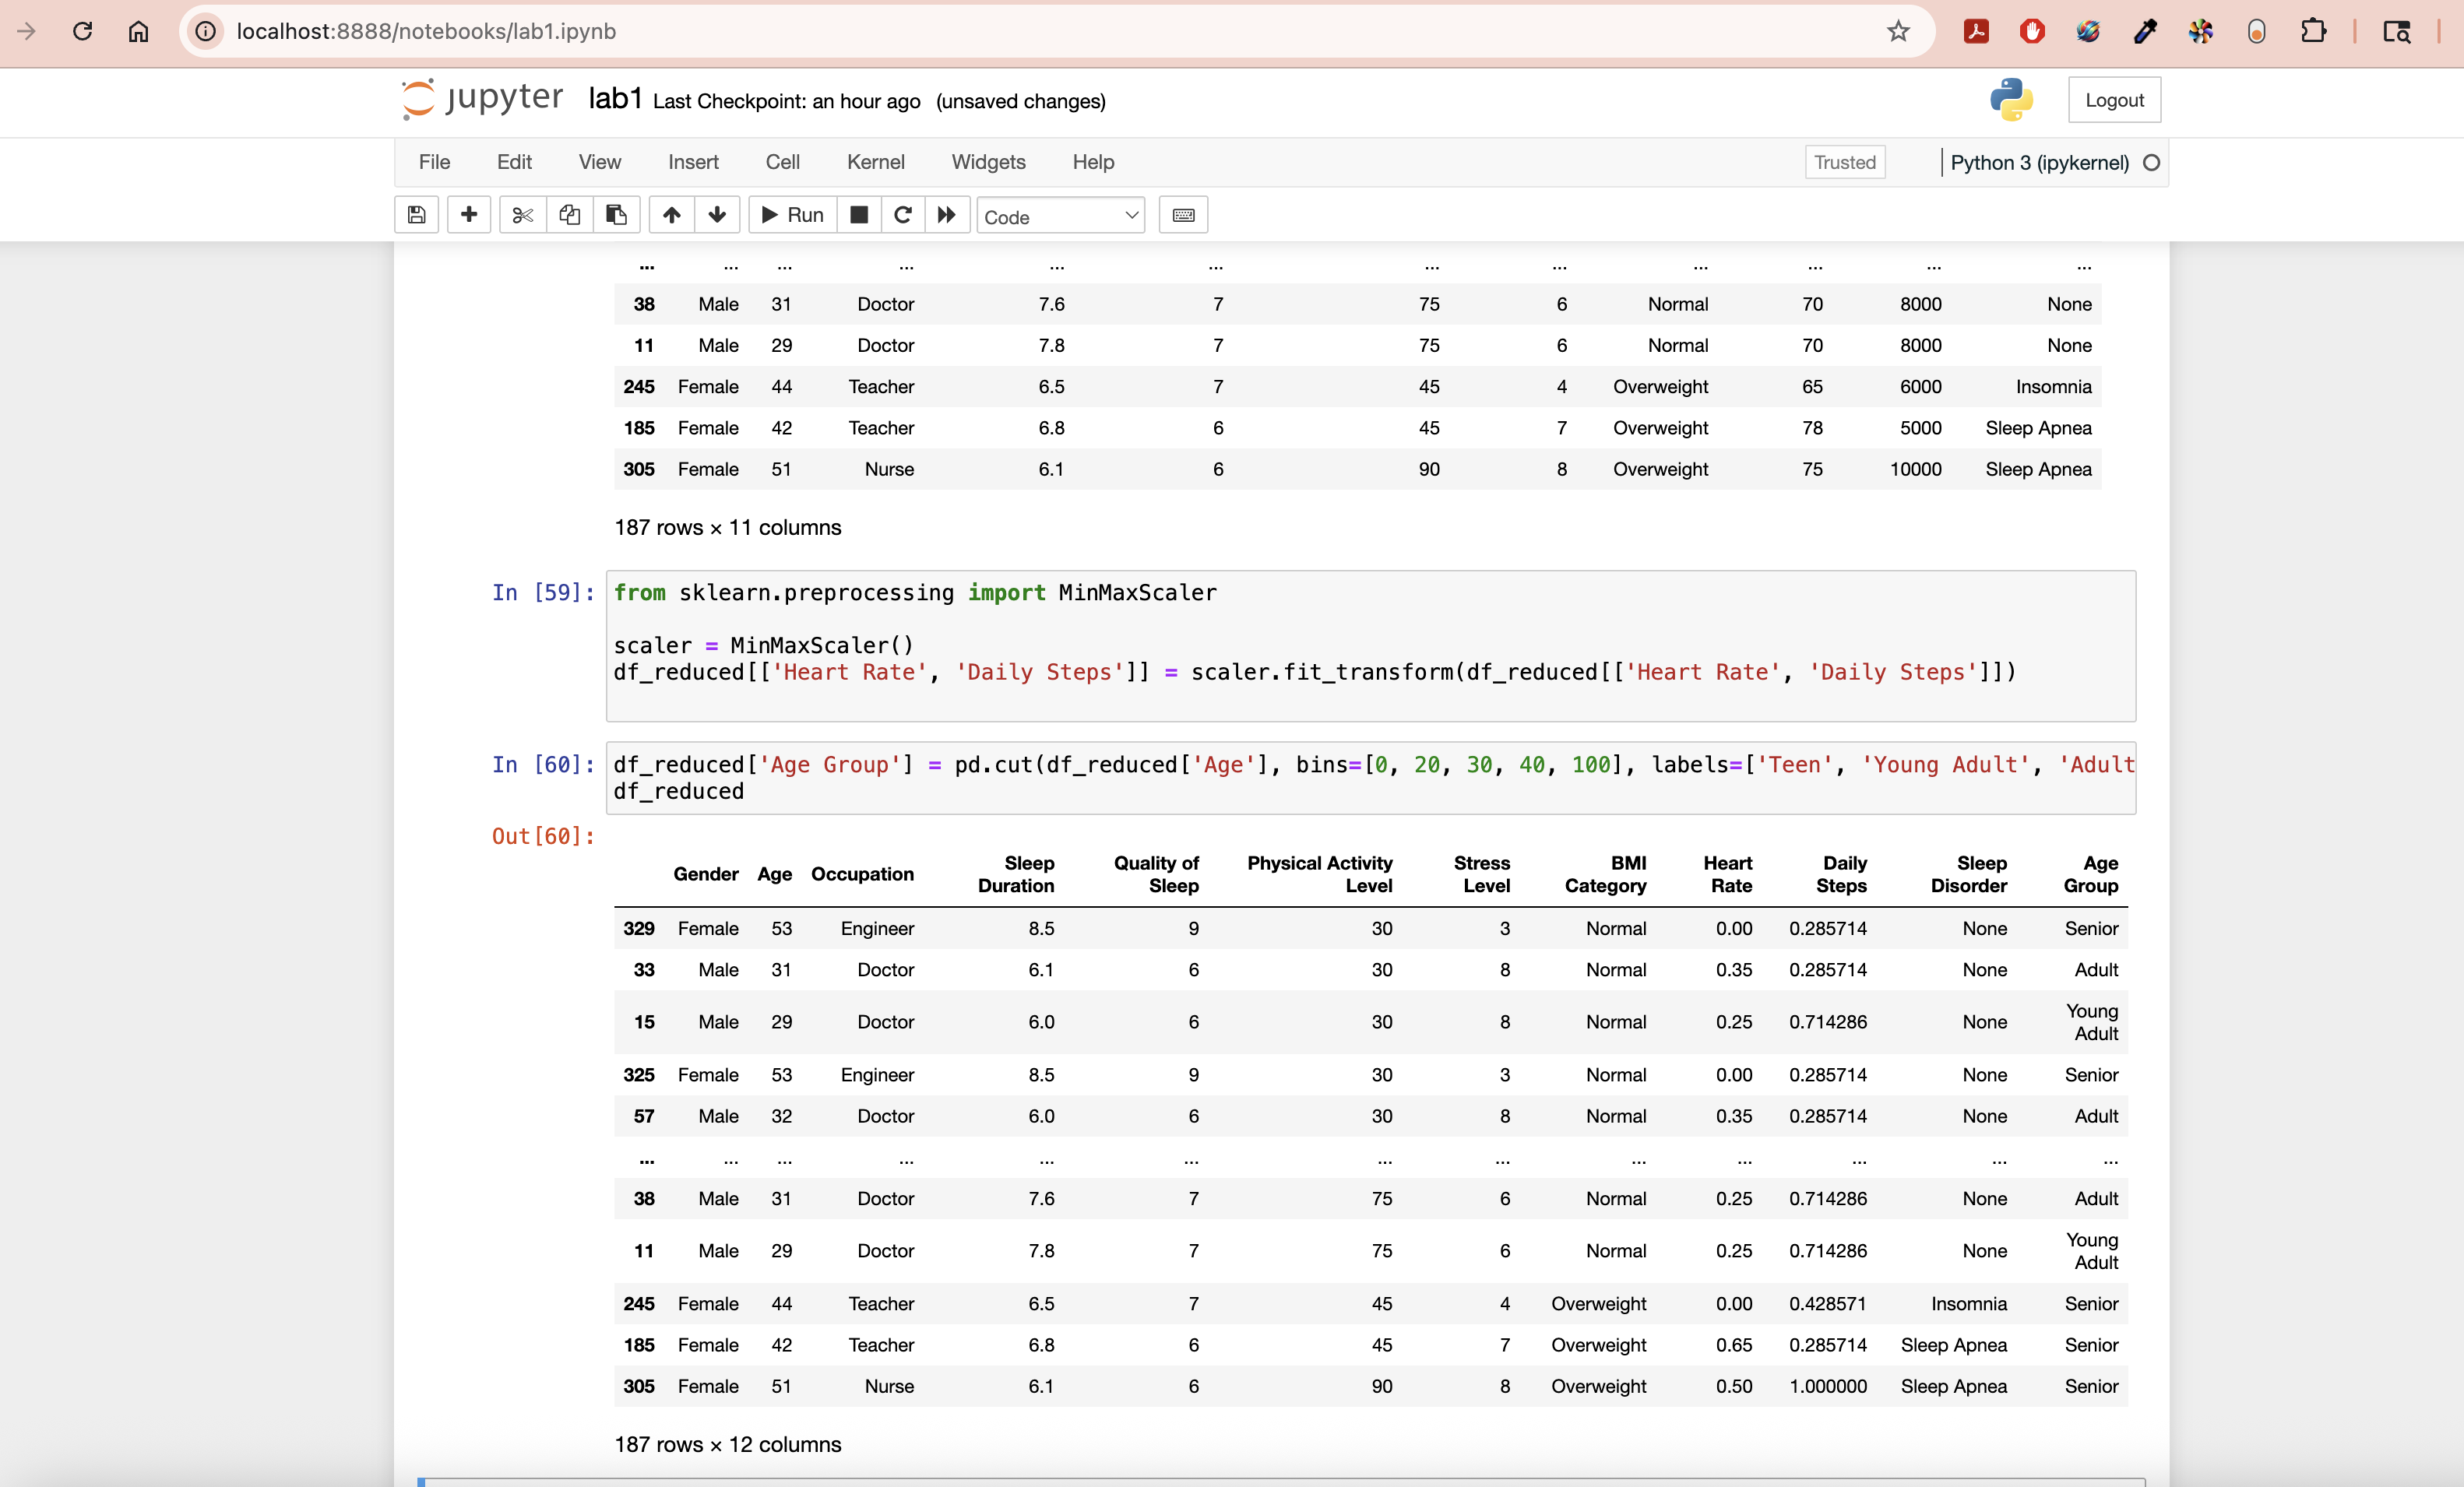 localhost:8888/notebooks/lab1.ipynb
jupyter lab1 Last Checkpoint: an hour ago (unsaved changes) Logout
File Edit View Insert Cell Kernel Widgets Help Trusted Python 3 (ipykernel)
Run Code
... ... ... ... ... ... ... ... ... ... ... ...
38 Male 31 Doctor 7.6 7 75 6 Normal 70 8000 None
11 Male 29 Doctor 7.8 7 75 6 Normal 70 8000 None
245 Female 44 Teacher 6.5 7 45 4 Overweight 65 6000 Insomnia
185 Female 42 Teacher 6.8 6 45 7 Overweight 78 5000 Sleep Apnea
305 Female 51 Nurse 6.1 6 90 8 Overweight 75 10000 Sleep Apnea
187 rows × 11 columns
In [59]: from sklearn.preprocessing import MinMaxScaler
scaler = MinMaxScaler()
df_reduced[['Heart Rate', 'Daily Steps']] = scaler.fit_transform(df_reduced[['Heart Rate', 'Daily Steps']])
In [60]: df_reduced['Age Group'] = pd.cut(df_reduced['Age'], bins=[0, 20, 30, 40, 100], labels=['Teen', 'Young Adult', 'Adult
df_reduced
Out[60]:
Gender Age Occupation Sleep Duration Quality of Sleep Physical Activity Level Stress Level BMI Category Heart Rate Daily Steps Sleep Disorder Age Group
329 Female 53 Engineer 8.5 9 30 3 Normal 0.00 0.285714 None Senior
33 Male 31 Doctor 6.1 6 30 8 Normal 0.35 0.285714 None Adult
15 Male 29 Doctor 6.0 6 30 8 Normal 0.25 0.714286 None Young Adult
325 Female 53 Engineer 8.5 9 30 3 Normal 0.00 0.285714 None Senior
57 Male 32 Doctor 6.0 6 30 8 Normal 0.35 0.285714 None Adult
... ... ... ... ... ... ... ... ... ... ... ... ...
38 Male 31 Doctor 7.6 7 75 6 Normal 0.25 0.714286 None Adult
11 Male 29 Doctor 7.8 7 75 6 Normal 0.25 0.714286 None Young Adult
245 Female 44 Teacher 6.5 7 45 4 Overweight 0.00 0.428571 Insomnia Senior
185 Female 42 Teacher 6.8 6 45 7 Overweight 0.65 0.285714 Sleep Apnea Senior
305 Female 51 Nurse 6.1 6 90 8 Overweight 0.50 1.000000 Sleep Apnea Senior
187 rows × 12 columns